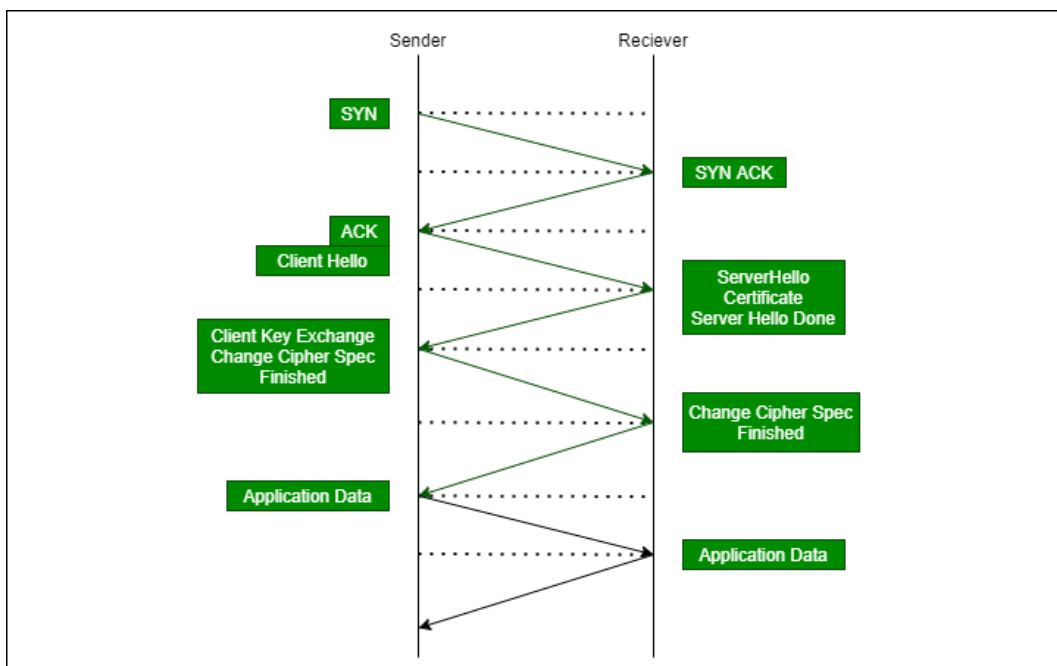 Sender
Reciever
SYN
SYN ACK
ACK
Client Hello
ServerHello
Certificate
Server Hello Done
Client Key Exchange
Change Cipher Spec
Finished
Change Cipher Spec
Finished
Application Data
Application Data